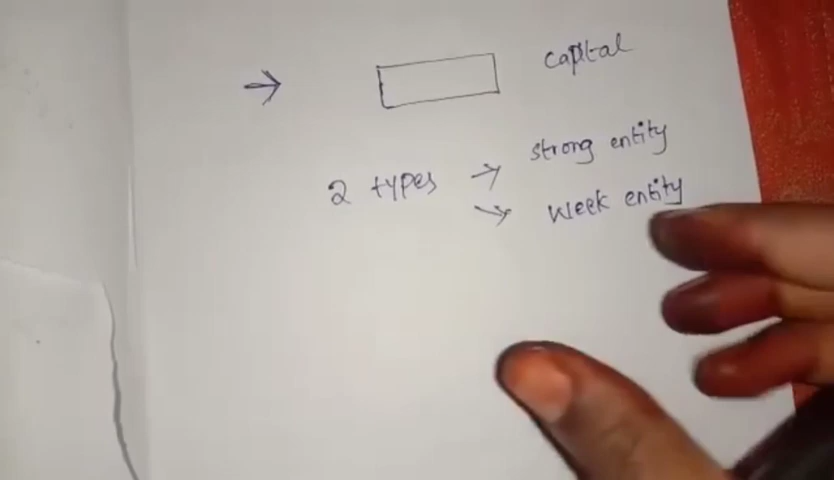 → capital
2 types → strong entity
→ week entity